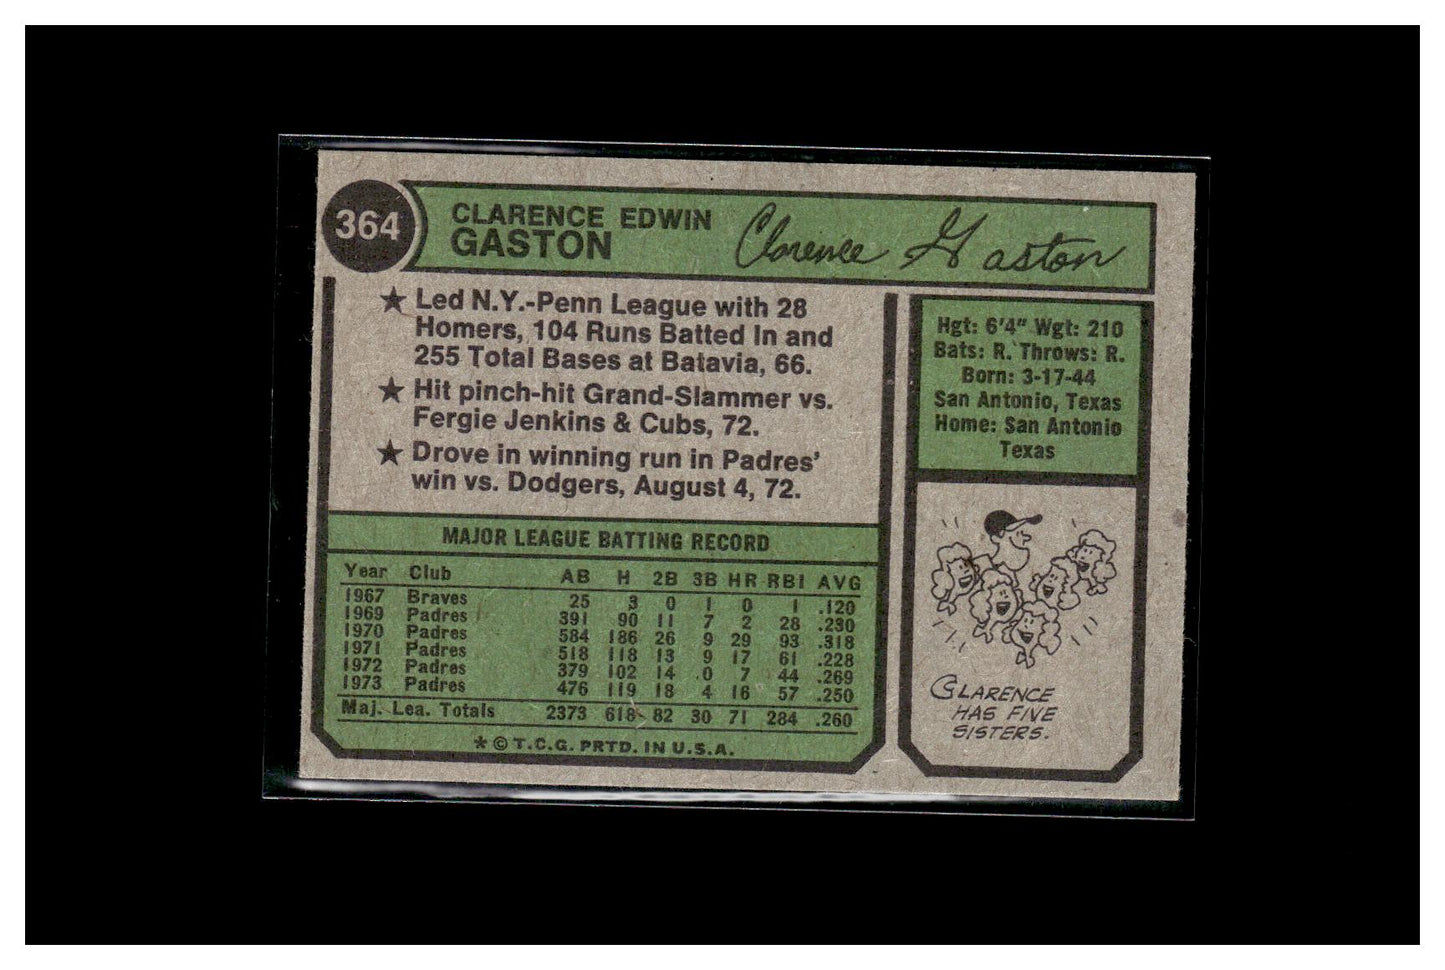 364
CLARENCE EDWIN
GASTON
Clarence Gaston
★ Led N.Y.-Penn League with 28
Homers, 104 Runs Batted In and
255 Total Bases at Batavia, 66.
★ Hit pinch-hit Grand-Slammer vs.
Fergie Jenkins & Cubs, 72.
★ Drove in winning run in Padres'
win vs. Dodgers, August 4, 72.
Hgt: 6'4" Wgt: 210
Bats: R. Throws: R.
Born: 3-17-44
San Antonio, Texas
Home: San Antonio
Texas
MAJOR LEAGUE BATTING RECORD
Year Club AB H 2B 3B HR RBI AVG
1967 Braves 25 3 0 1 0 1 .120
1969 Padres 391 90 11 7 2 28 .230
1970 Padres 584 186 26 9 29 93 .318
1971 Padres 518 118 13 9 17 61 .228
1972 Padres 379 102 14 0 7 44 .269
1973 Padres 476 119 18 4 16 57 .250
Maj. Lea. Totals 2373 618 82 30 71 284 .260
* © T.C.G. PRTD. IN U.S.A.
CLARENCE
HAS FIVE
SISTERS.